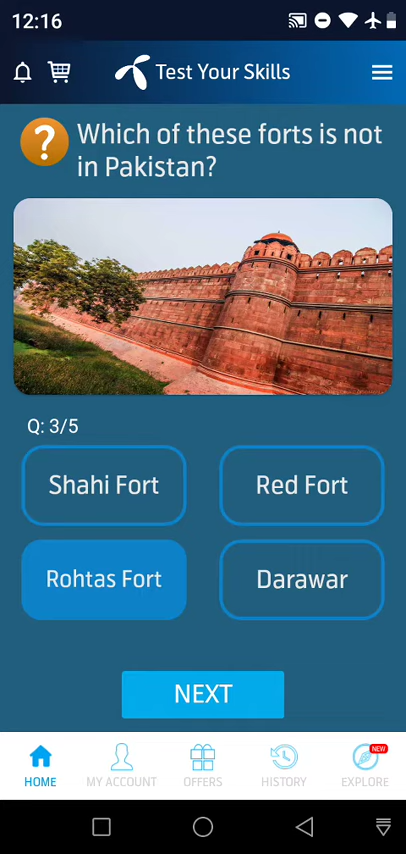 12:16
Test Your Skills
? Which of these forts is not
in Pakistan?
Q: 3/5
Shahi Fort
Red Fort
Rohtas Fort
Darawar
NEXT
NEW
HOME
MY ACCOUNT
OFFERS
HISTORY
EXPLORE